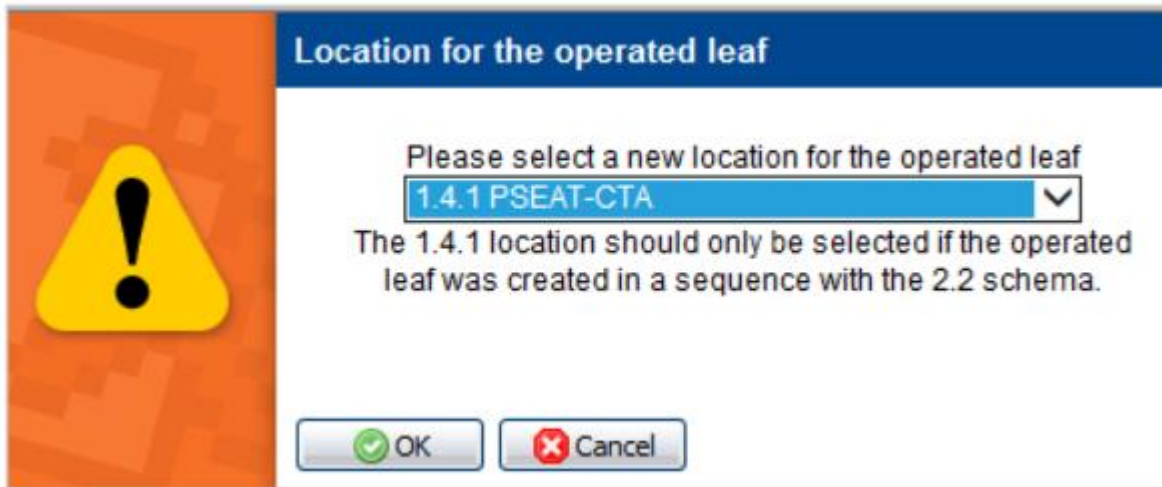 Location for the operated leaf
Please select a new location for the operated leaf
1.4.1 PSEAT-CTA
The 1.4.1 location should only be selected if the operated
leaf was created in a sequence with the 2.2 schema.
OK
Cancel